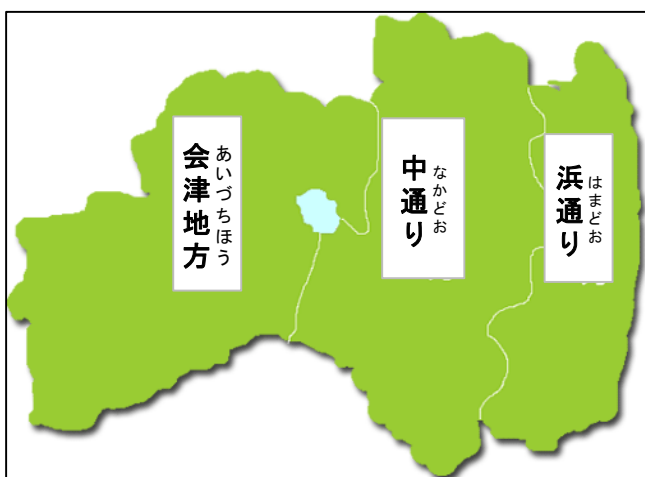 会津地方
あいづちほう
中通り
なかどお
浜通り
はまどお